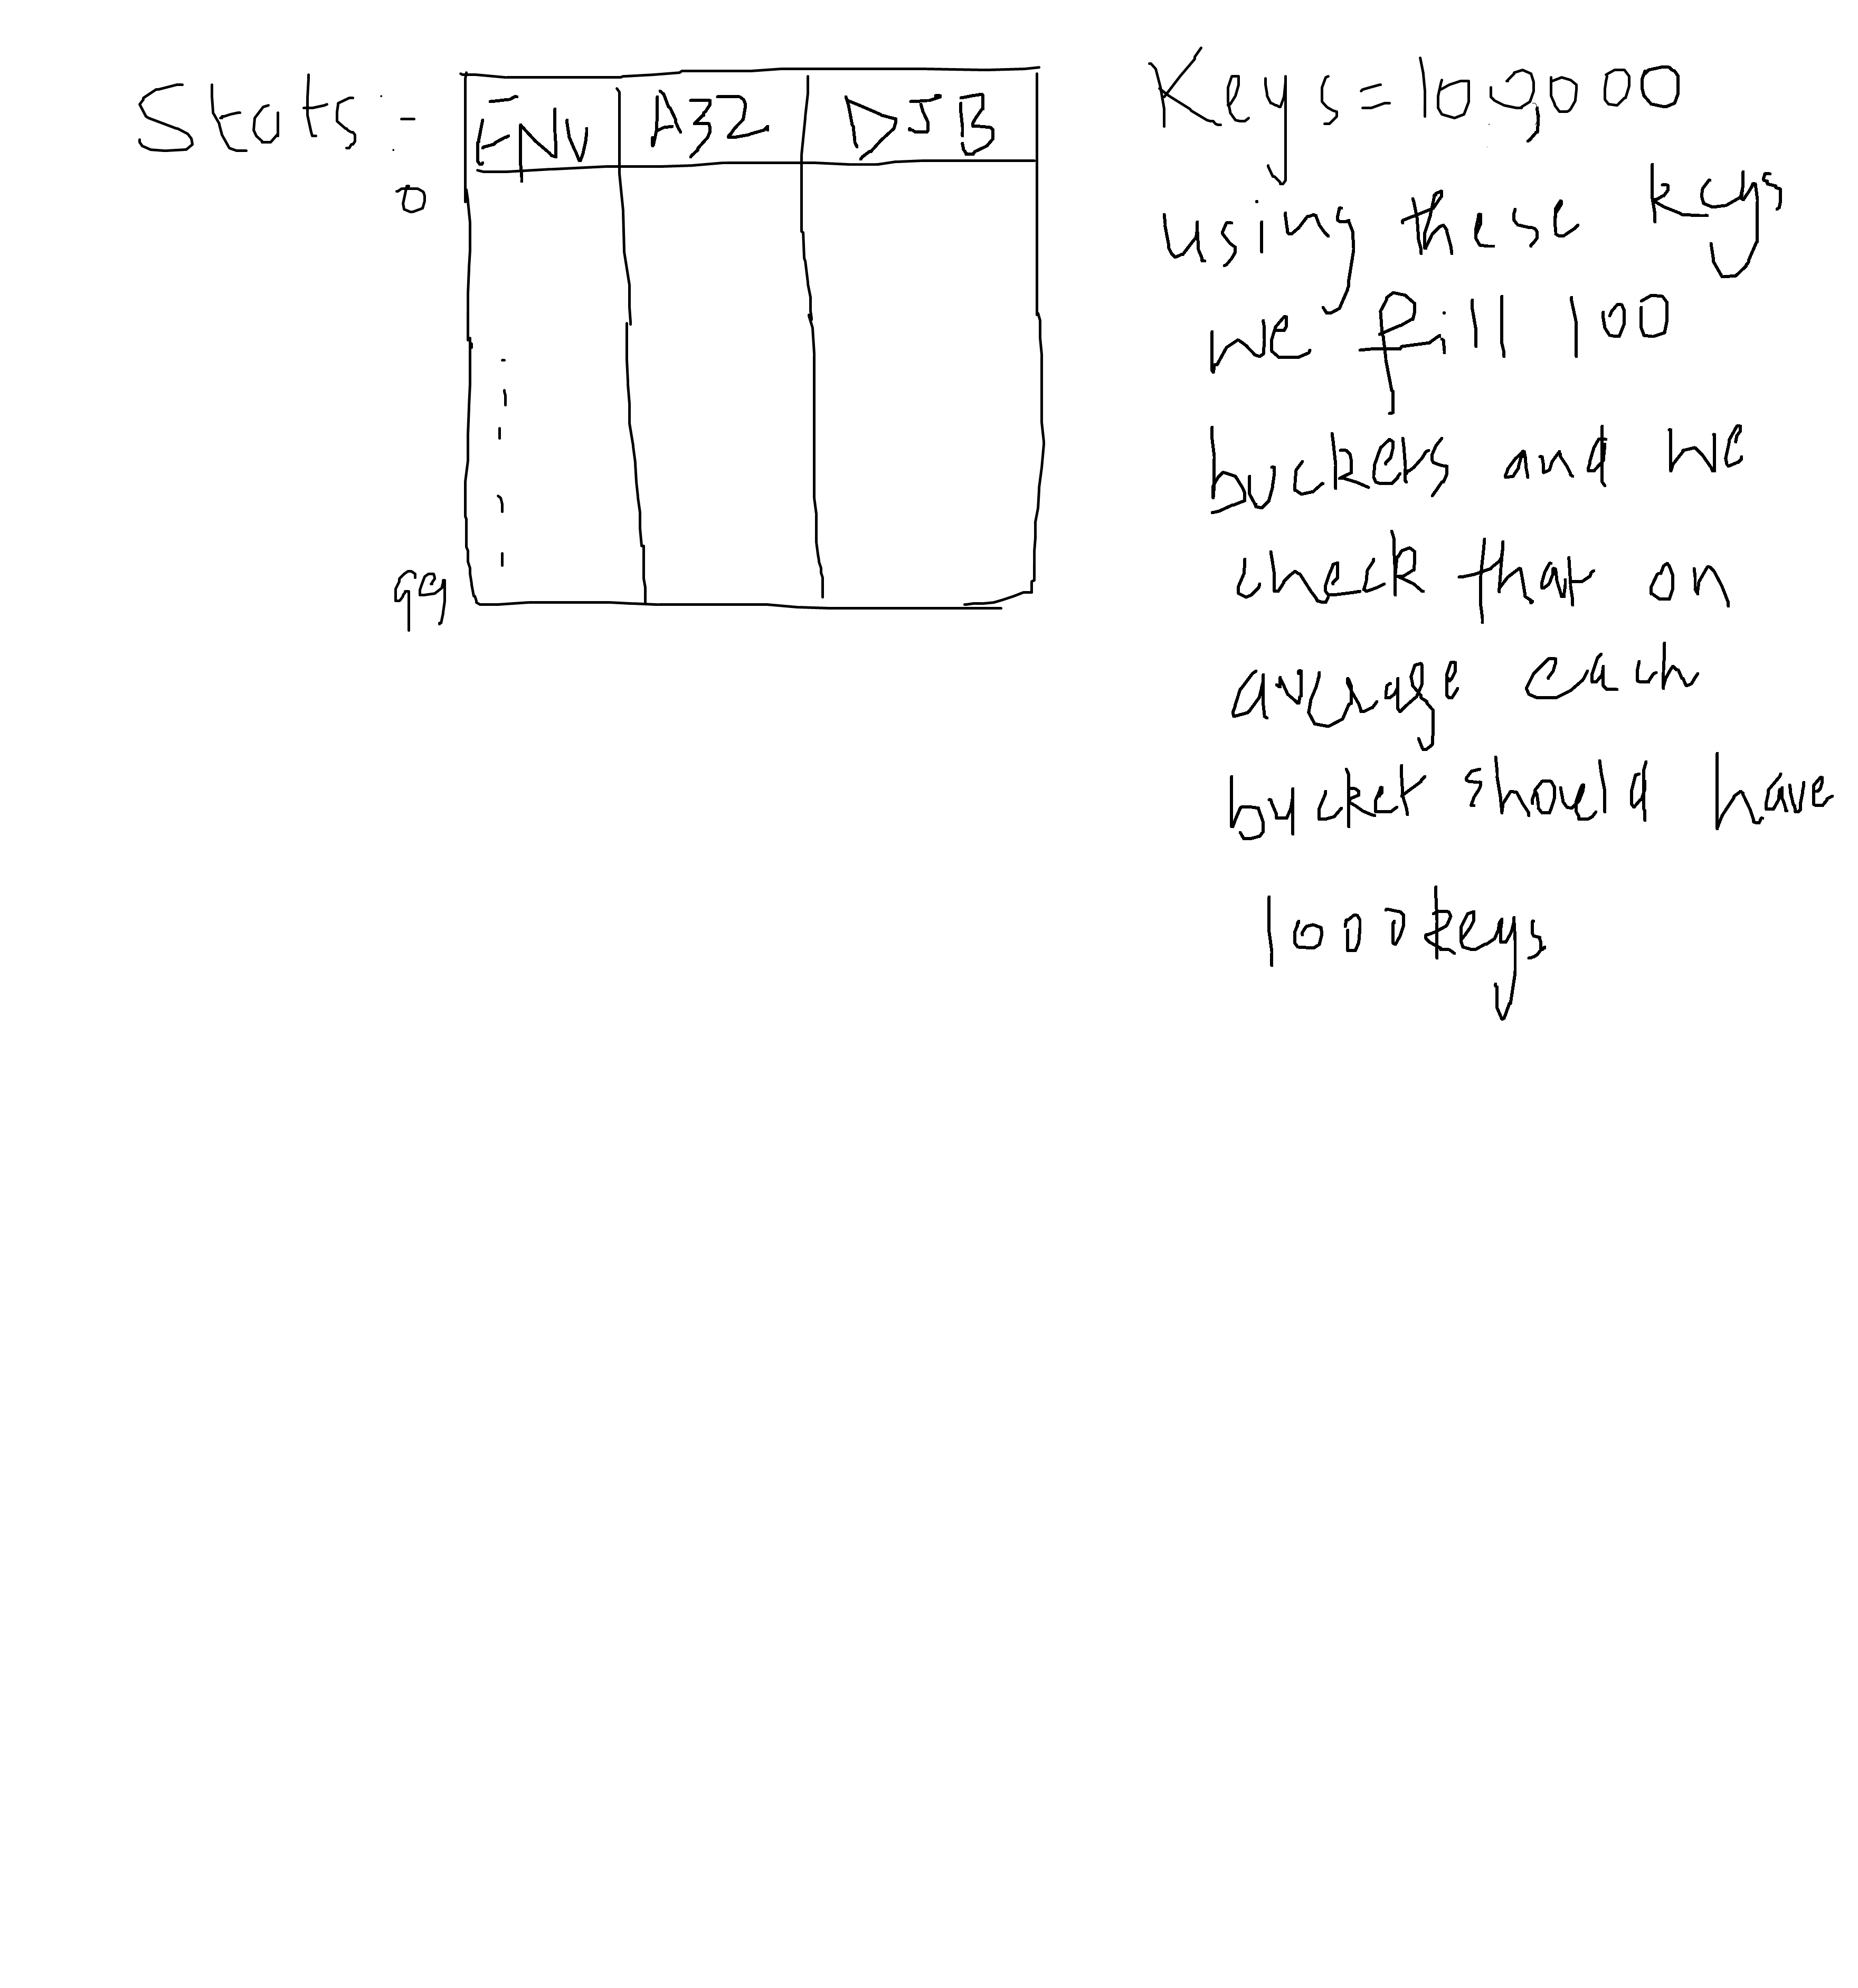 Stats :-
FNV A32 DJB
0
99
Keys = 100,000
using these keys
we fill 100
buckets and we
check that on
average each
bucket should have
1000 keys